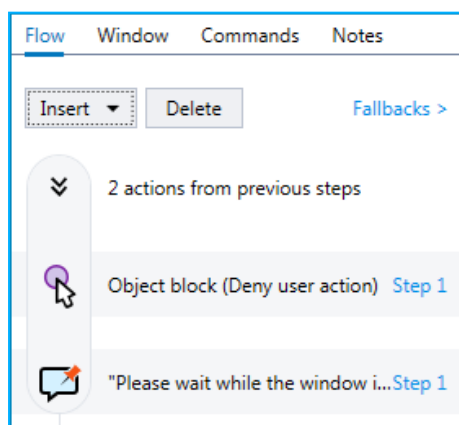 Flow Window Commands Notes
Insert Delete Fallbacks >
2 actions from previous steps
Object block (Deny user action) Step 1
"Please wait while the window i...Step 1